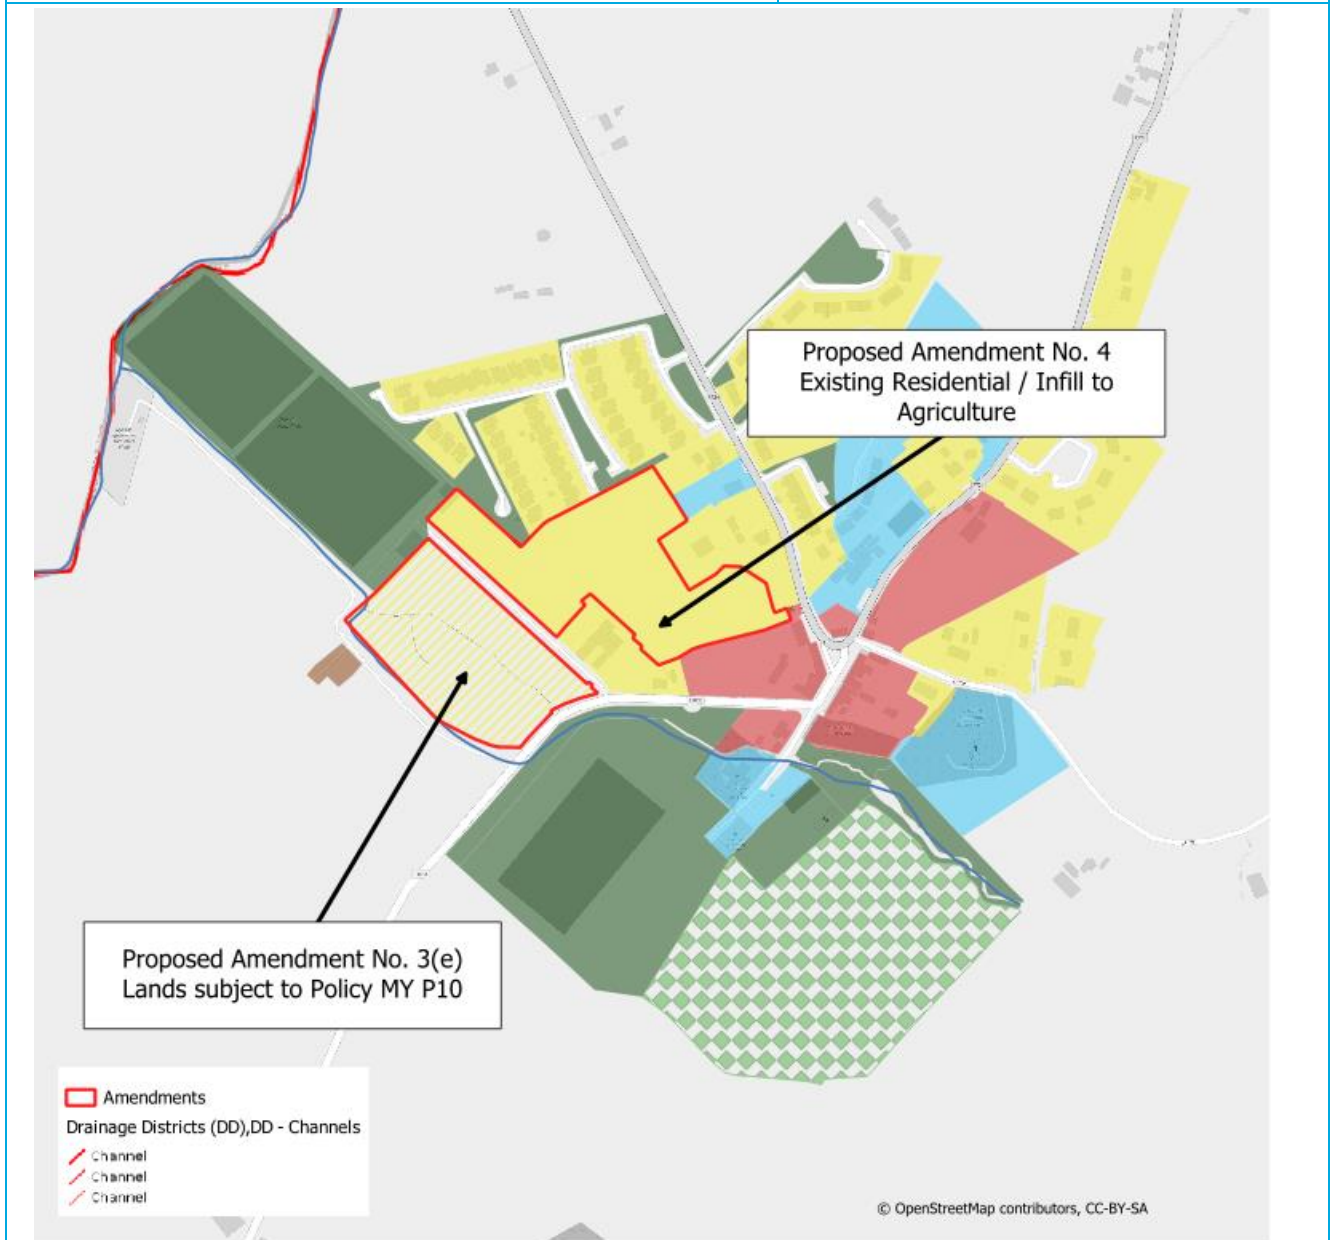 Proposed Amendment No. 4
Existing Residential / Infill to
Agriculture
Proposed Amendment No. 3(e)
Lands subject to Policy MY P10
Amendments
Drainage Districts (DD),DD - Channels
Channel
Channel
Channel
© OpenStreetMap contributors, CC-BY-SA